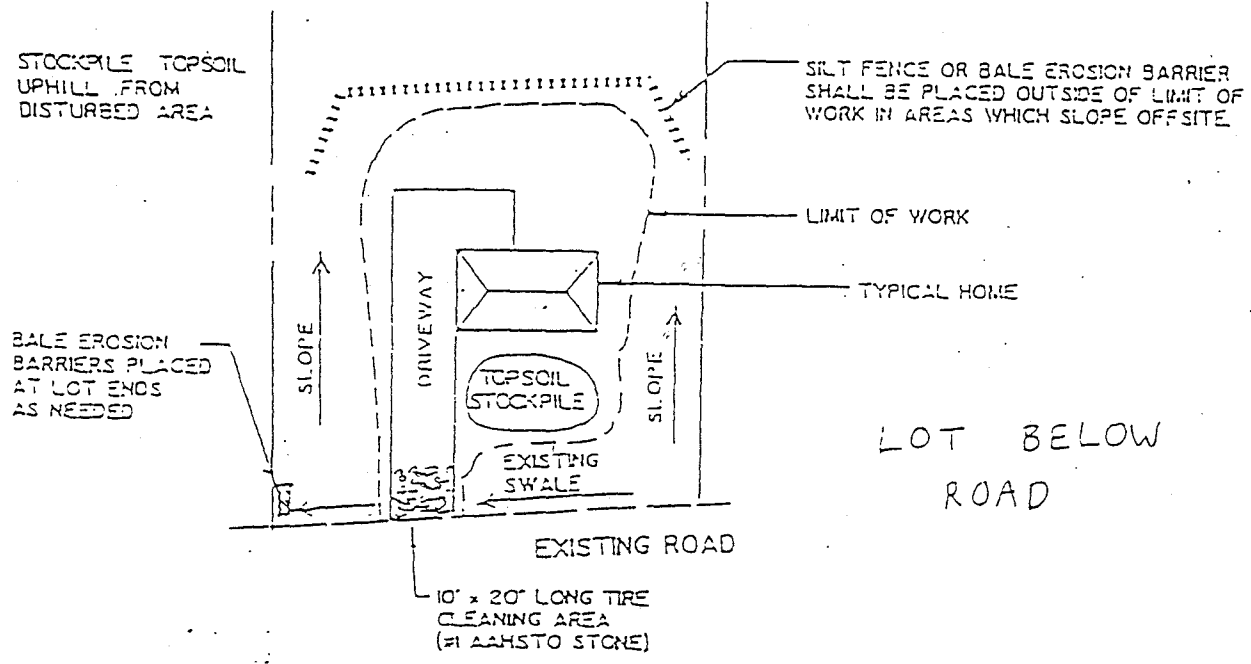 STOCKPILE TOPSOIL
UPHILL FROM
DISTURBED AREA
SILT FENCE OR BALE EROSION BARRIER
SHALL BE PLACED OUTSIDE OF LIMIT OF
WORK IN AREAS WHICH SLOPE OFFSITE
LIMIT OF WORK
TYPICAL HOME
BALE EROSION
BARRIERS PLACED
AT LOT ENDS
AS NEEDED
SLOPE
DRIVEWAY
TOPSOIL
STOCKPILE
SLOPE
EXISTING
SWALE
LOT BELOW
ROAD
EXISTING ROAD
10' x 20' LONG TIRE
CLEANING AREA
(#1 AAHSTO STONE)